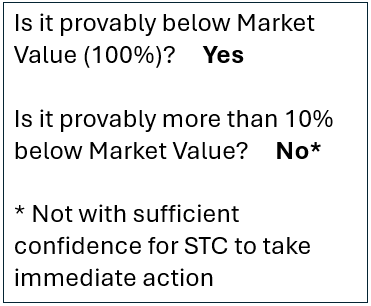 Is it provably below Market
Value (100%)? Yes
Is it provably more than 10%
below Market Value? No*
* Not with sufficient
confidence for STC to take
immediate action